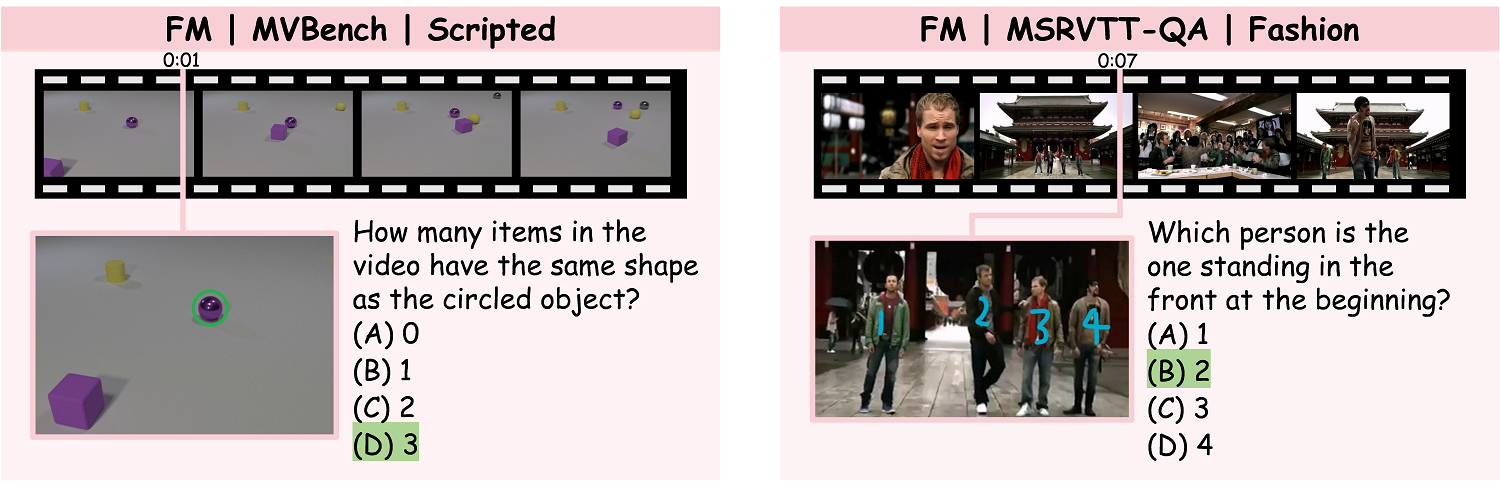 FM | MVBench | Scripted
0:01
How many items in the
video have the same shape
as the circled object?
(A) 0
(B) 1
(C) 2
(D) 3
FM | MSRVTT-QA | Fashion
0:07
1 2 3 4
Which person is the
one standing in the
front at the beginning?
(A) 1
(B) 2
(C) 3
(D) 4